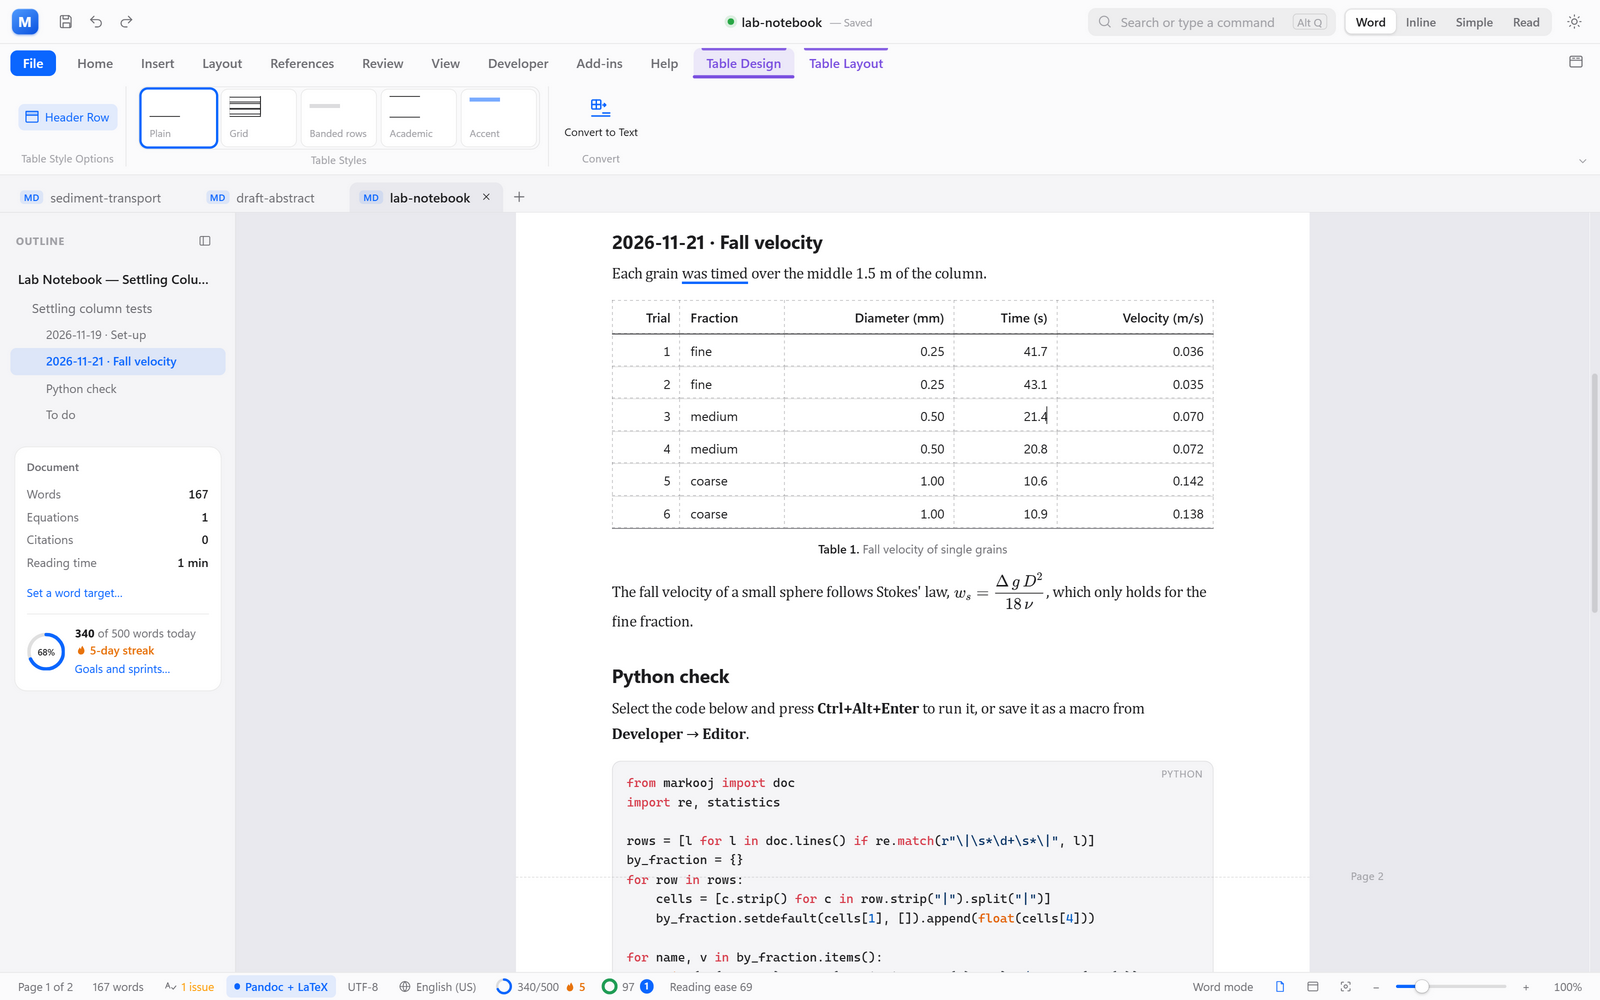 M
lab-notebook — Saved
Search or type a command Alt Q
Word Inline Simple Read
File Home Insert Layout References Review View Developer Add-ins Help Table Design Table Layout
Header Row
Table Style Options
Plain Grid Banded rows Academic Accent
Table Styles
Convert to Text
Convert
MD sediment-transport MD draft-abstract MD lab-notebook × +
OUTLINE
Lab Notebook — Settling Colu...
Settling column tests
2026-11-19 · Set-up
2026-11-21 · Fall velocity
Python check
To do
Document
Words 167
Equations 1
Citations 0
Reading time 1 min
Set a word target...
68%
340 of 500 words today
5-day streak
Goals and sprints...
2026-11-21 · Fall velocity
Each grain was timed over the middle 1.5 m of the column.
Trial Fraction Diameter (mm) Time (s) Velocity (m/s)
1 fine 0.25 41.7 0.036
2 fine 0.25 43.1 0.035
3 medium 0.50 21.4 0.070
4 medium 0.50 20.8 0.072
5 coarse 1.00 10.6 0.142
6 coarse 1.00 10.9 0.138
Table 1. Fall velocity of single grains
The fall velocity of a small sphere follows Stokes' law, w_s = Δ g D² / 18 ν, which only holds for the
fine fraction.
Python check
Select the code below and press Ctrl+Alt+Enter to run it, or save it as a macro from
Developer → Editor.
PYTHON
from markooj import doc
import re, statistics
rows = [l for l in doc.lines() if re.match(r"\|\s*\d+\s*\|", l)]
by_fraction = {}
for row in rows:
    cells = [c.strip() for c in row.strip("|").split("|")]
    by_fraction.setdefault(cells[1], []).append(float(cells[4]))
for name, v in by_fraction.items():
Page 2
Page 1 of 2 167 words 1 issue Pandoc + LaTeX UTF-8 English (US) 340/500 5 97 1 Reading ease 69 Word mode − + 100%